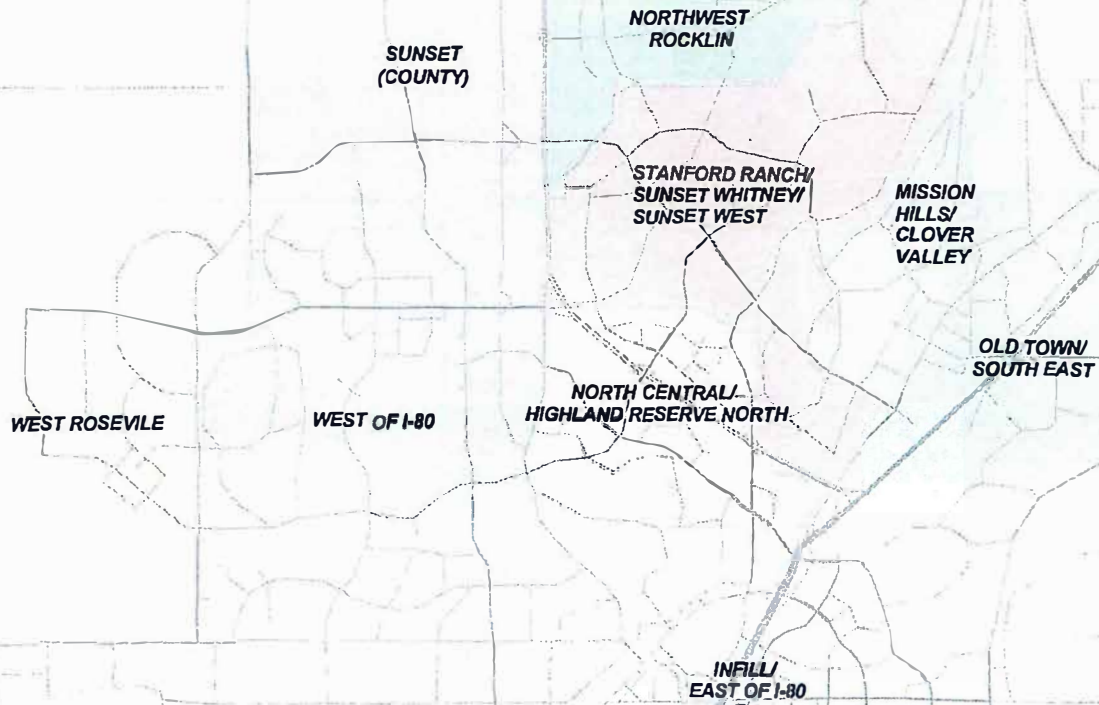 NORTHWEST
ROCKLIN
SUNSET
(COUNTY)
STANFORD RANCH/
SUNSET WHITNEY/
SUNSET WEST
MISSION
HILLS/
CLOVER
VALLEY
OLD TOWN/
SOUTH EAST
WEST ROSEVILE
WEST OF I-80
NORTH CENTRAL/
HIGHLAND RESERVE NORTH
INFILL/
EAST OF I-80